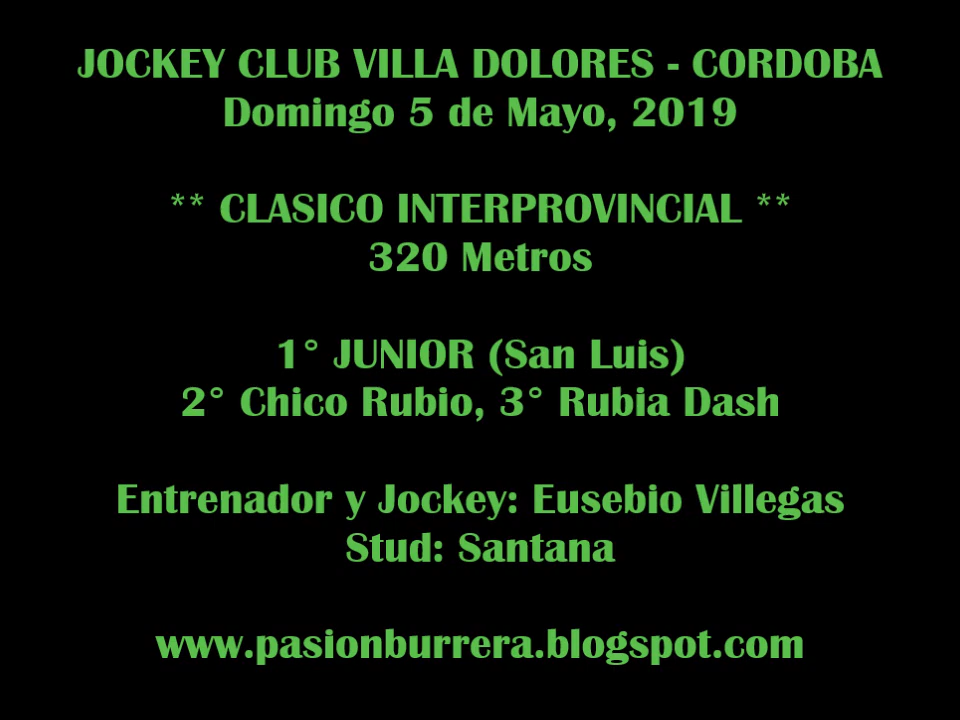 JOCKEY CLUB VILLA DOLORES - CORDOBA
Domingo 5 de Mayo, 2019
** CLASICO INTERPROVINCIAL **
320 Metros
1° JUNIOR (San Luis)
2° Chico Rubio, 3° Rubia Dash
Entrenador y Jockey: Eusebio Villegas
Stud: Santana
www.pasionburrera.blogspot.com